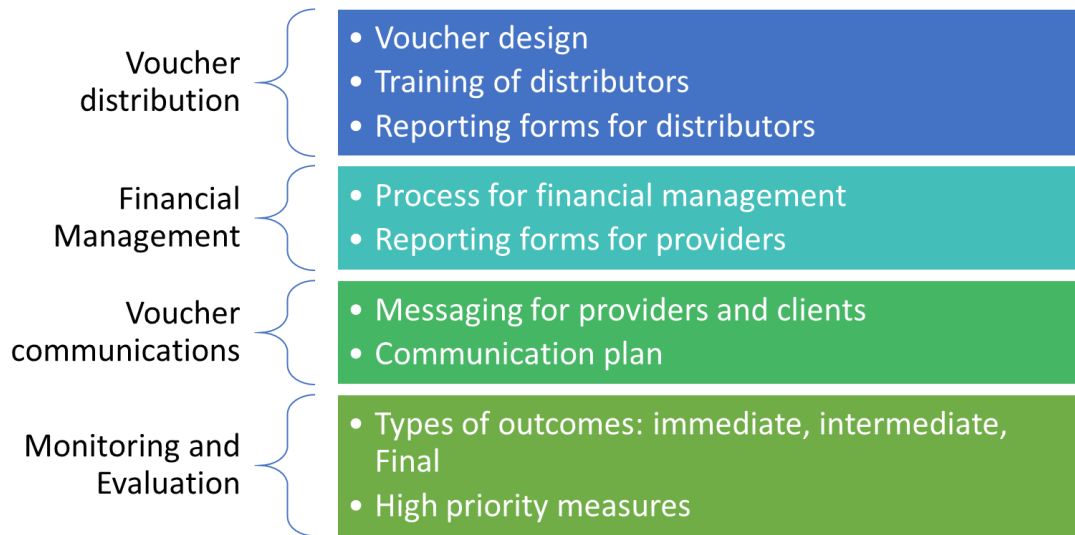 Voucher
distribution
• Voucher design
• Training of distributors
• Reporting forms for distributors
Financial
Management
• Process for financial management
• Reporting forms for providers
Voucher
communications
• Messaging for providers and clients
• Communication plan
Monitoring and
Evaluation
• Types of outcomes: immediate, intermediate,
Final
• High priority measures